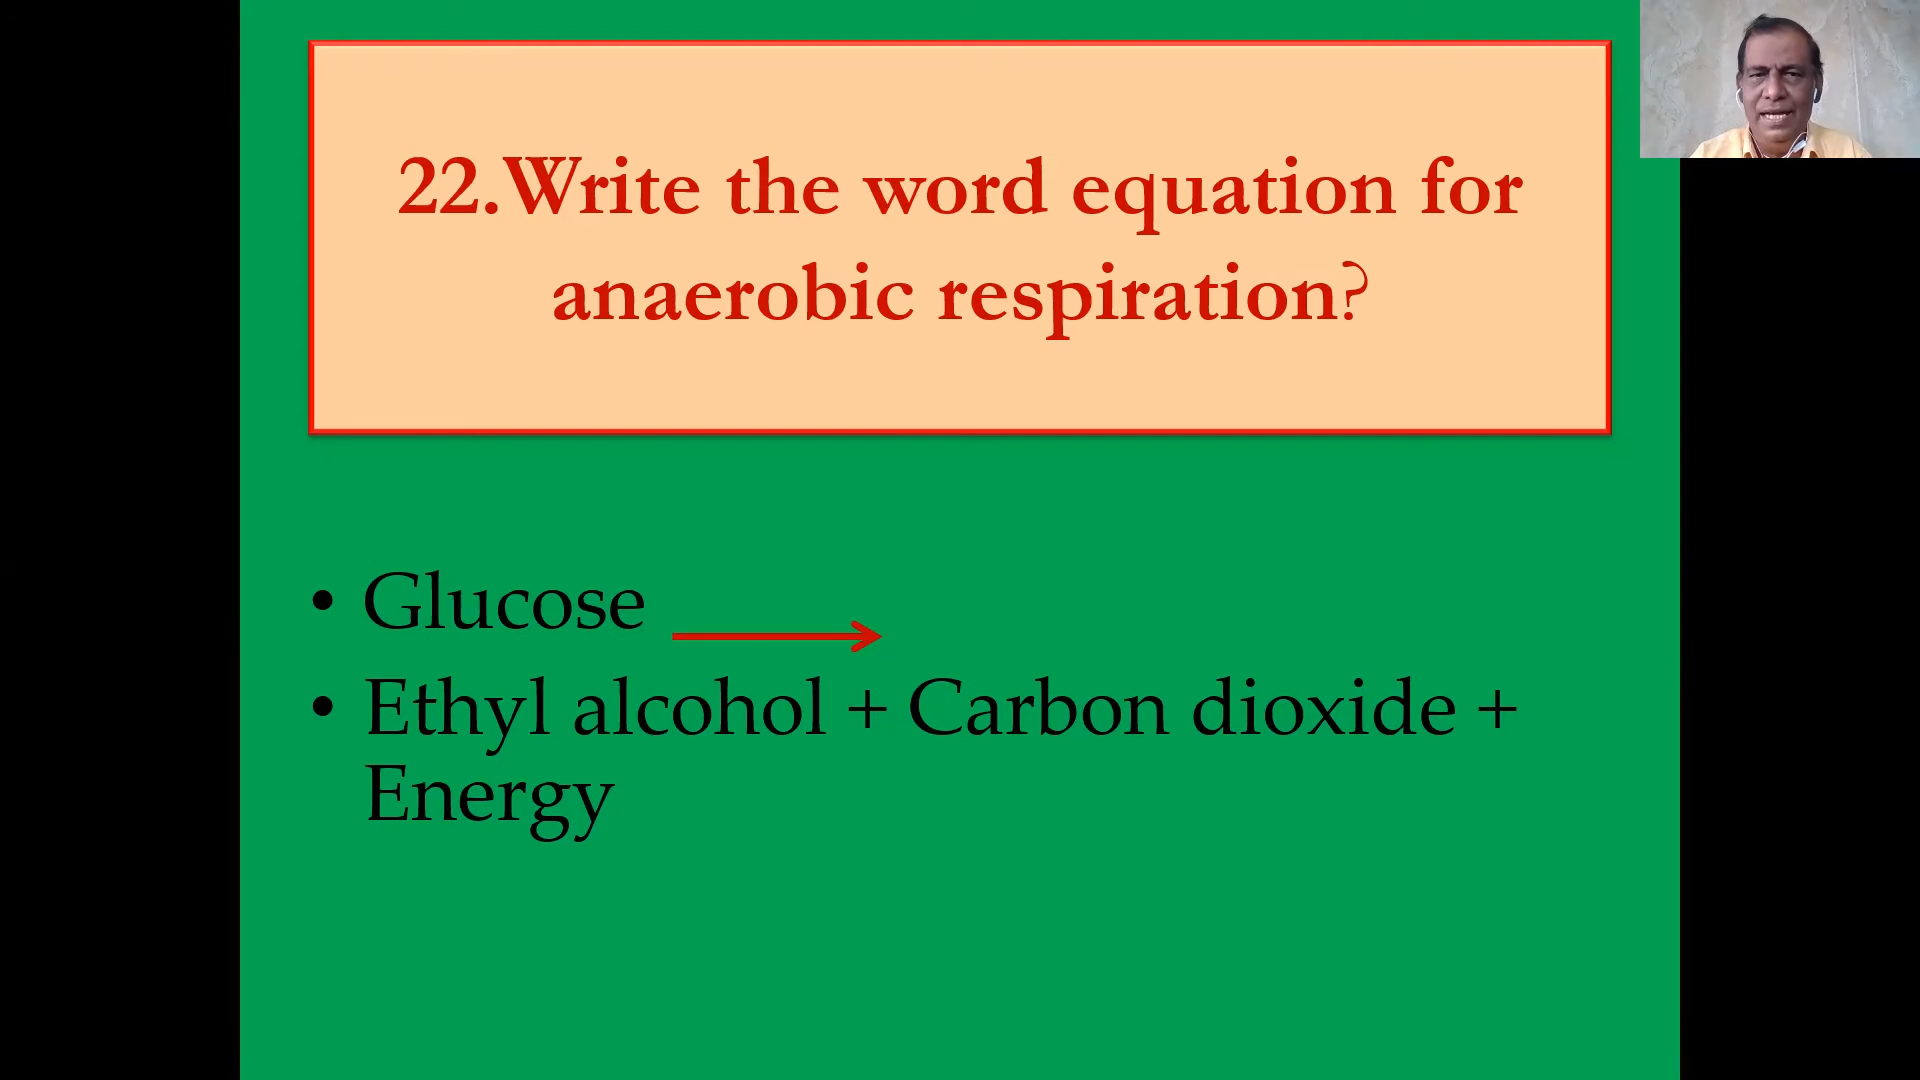 22.Write the word equation for
anaerobic respiration?
• Glucose
• Ethyl alcohol + Carbon dioxide +
Energy